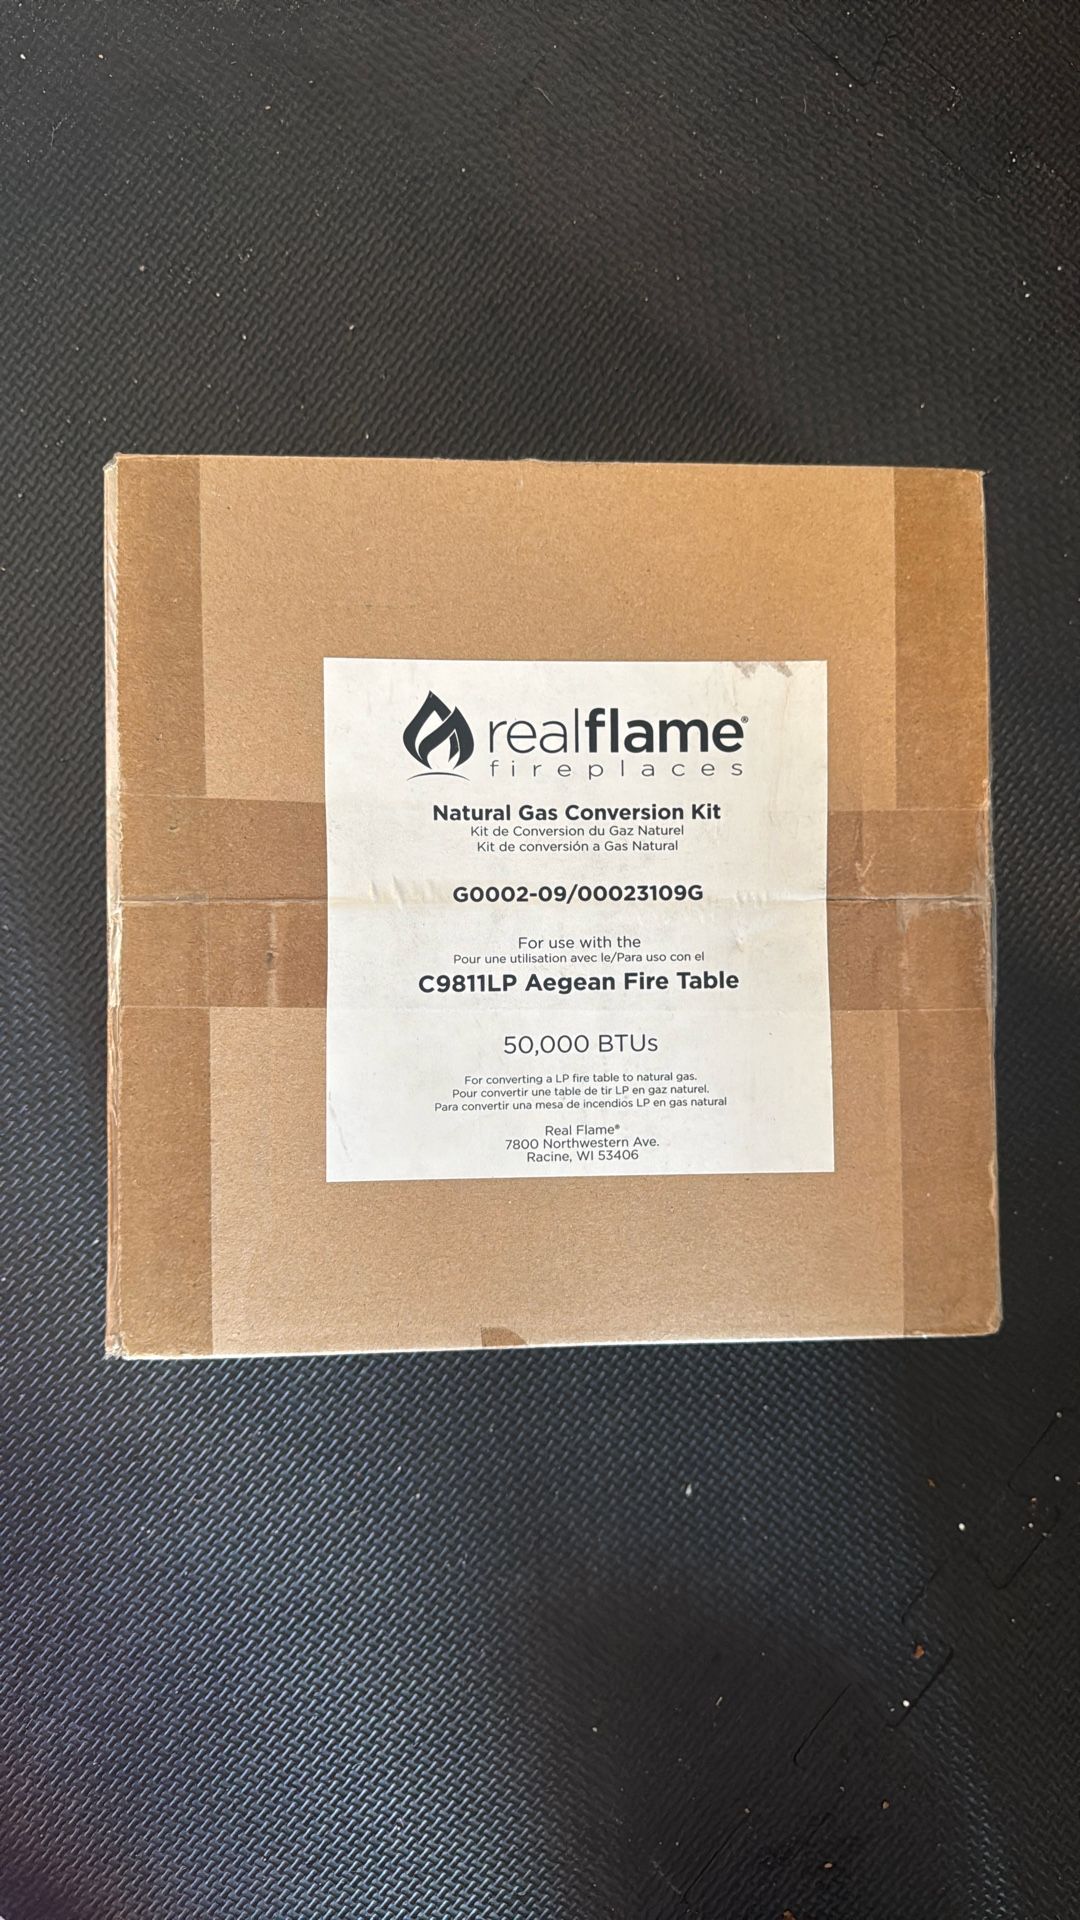 realflame®
fireplaces
Natural Gas Conversion Kit
Kit de Conversion du Gaz Naturel
Kit de conversión a Gas Natural
G0002-09/00023109G
For use with the
Pour une utilisation avec le/Para uso con el
C9811LP Aegean Fire Table
50,000 BTUs
For converting a LP fire table to natural gas.
Pour convertir une table de tir LP en gaz naturel.
Para convertir una mesa de incendios LP en gas natural
Real Flame®
7800 Northwestern Ave.
Racine, WI 53406